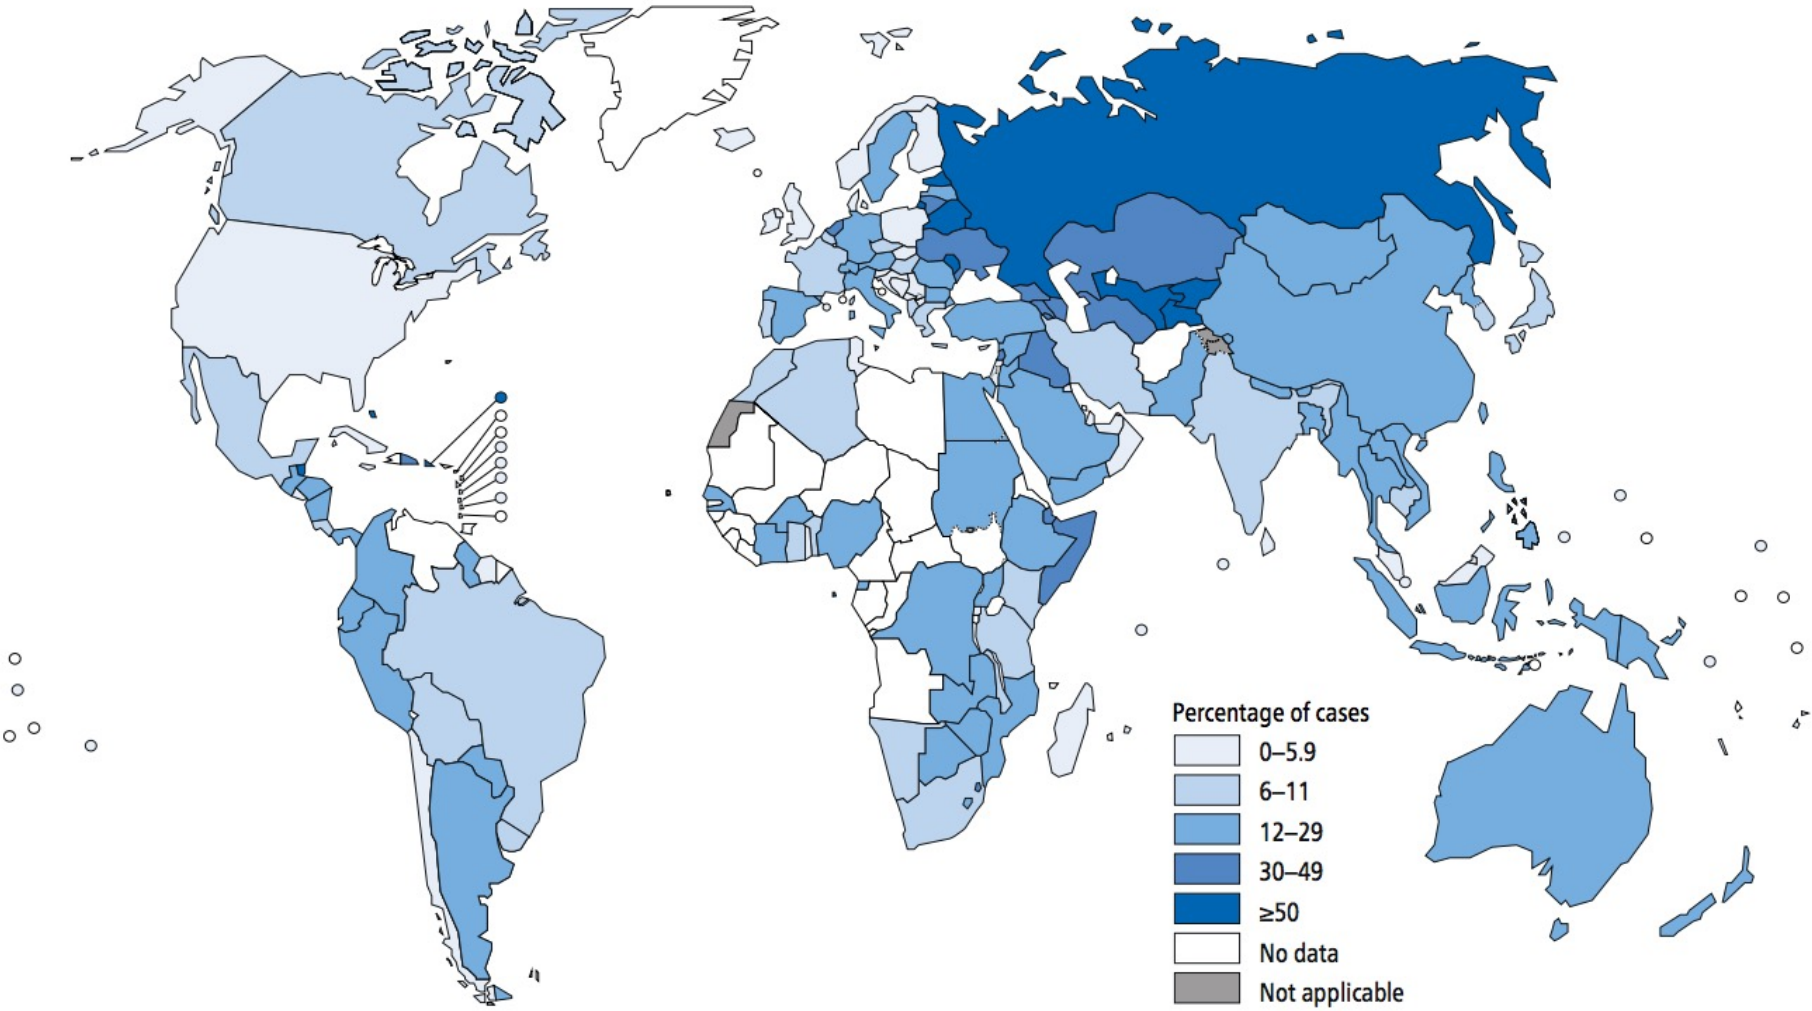 Percentage of cases
0–5.9
6–11
12–29
30–49
≥50
No data
Not applicable